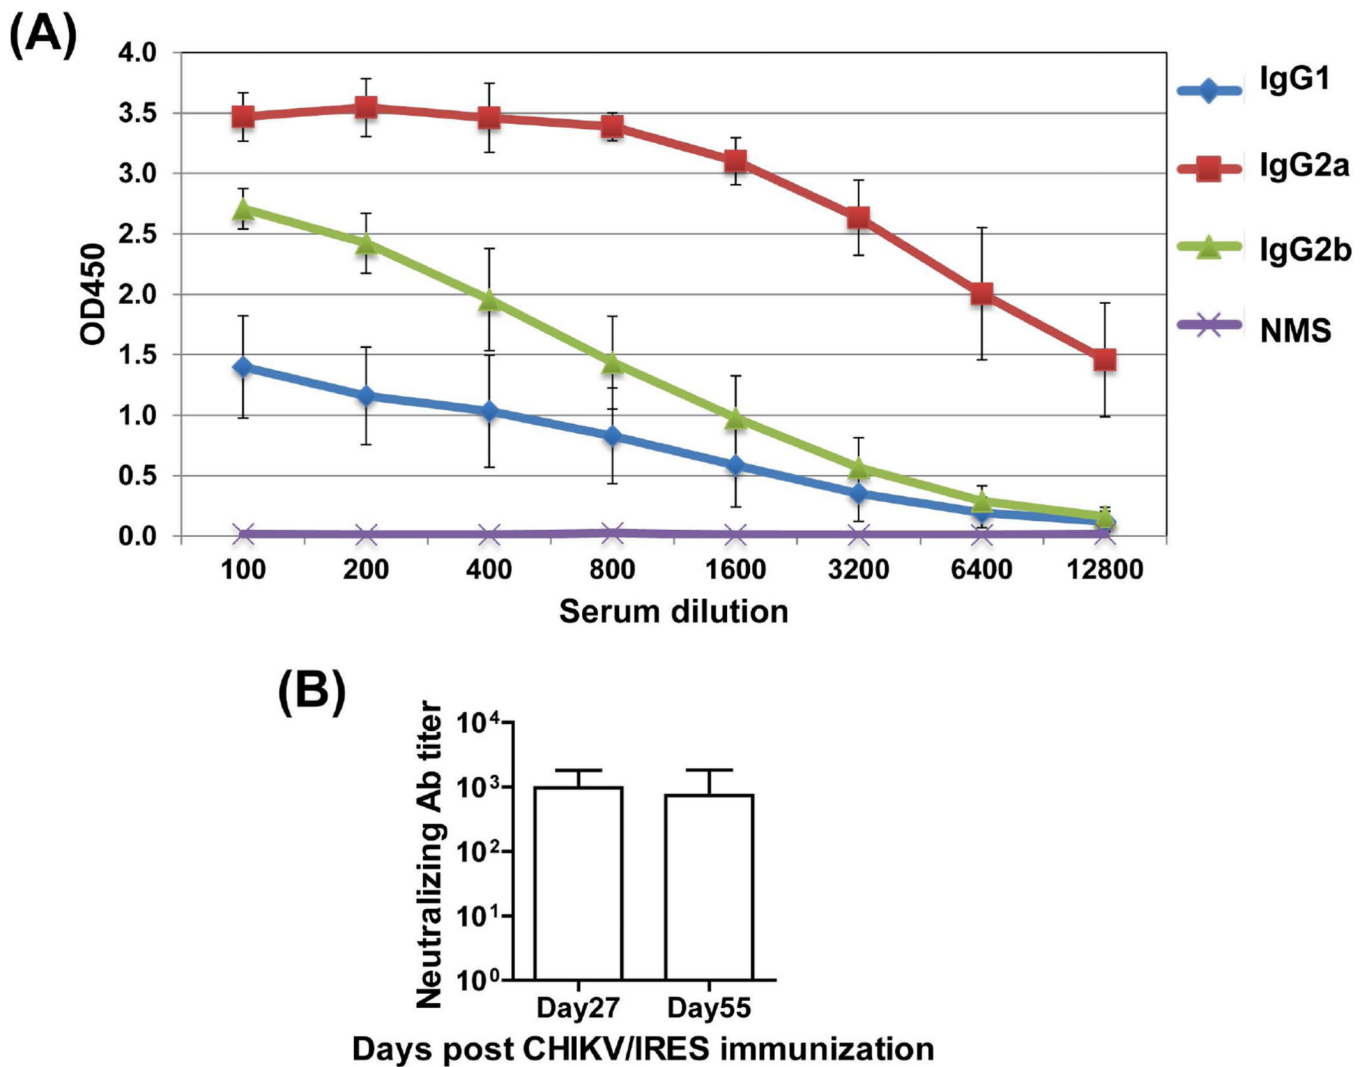 (A)
4.0
3.5
3.0
2.5
2.0
1.5
1.0
0.5
0.0
OD450
100 200 400 800 1600 3200 6400 12800
Serum dilution
IgG1
IgG2a
IgG2b
NMS
(B)
Neutralizing Ab titer
10⁴
10³
10²
10¹
10⁰
Day27 Day55
Days post CHIKV/IRES immunization